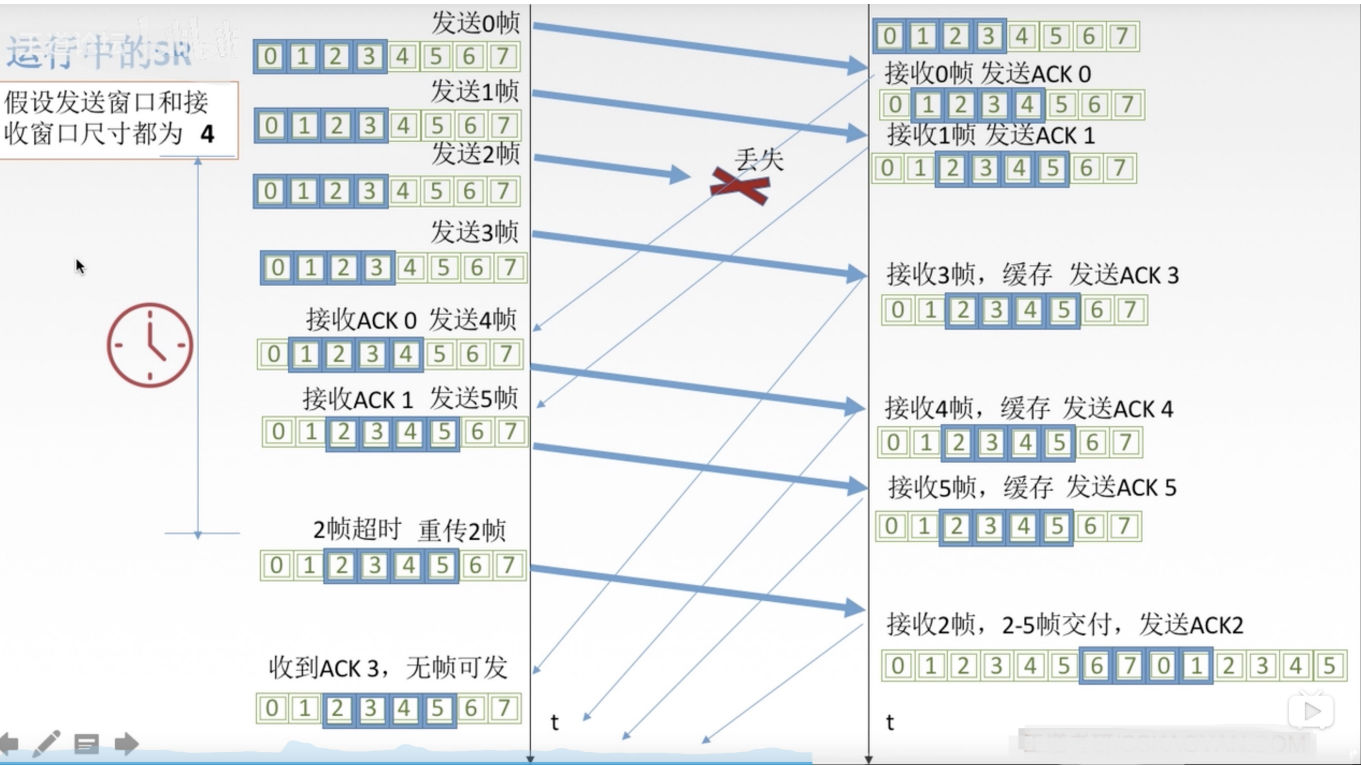 运行中的SR
假设发送窗口和接
收窗口尺寸都为 4
发送0帧
0 1 2 3 4 5 6 7
发送1帧
0 1 2 3 4 5 6 7
发送2帧
0 1 2 3 4 5 6 7
发送3帧
0 1 2 3 4 5 6 7
接收ACK 0 发送4帧
0 1 2 3 4 5 6 7
接收ACK 1 发送5帧
0 1 2 3 4 5 6 7
2帧超时 重传2帧
0 1 2 3 4 5 6 7
收到ACK 3，无帧可发
0 1 2 3 4 5 6 7
丢失
t
0 1 2 3 4 5 6 7
接收0帧 发送ACK 0
0 1 2 3 4 5 6 7
接收1帧 发送ACK 1
0 1 2 3 4 5 6 7
接收3帧，缓存 发送ACK 3
0 1 2 3 4 5 6 7
接收4帧，缓存 发送ACK 4
0 1 2 3 4 5 6 7
接收5帧，缓存 发送ACK 5
0 1 2 3 4 5 6 7
接收2帧，2-5帧交付，发送ACK2
0 1 2 3 4 5 6 7 0 1 2 3 4 5
t